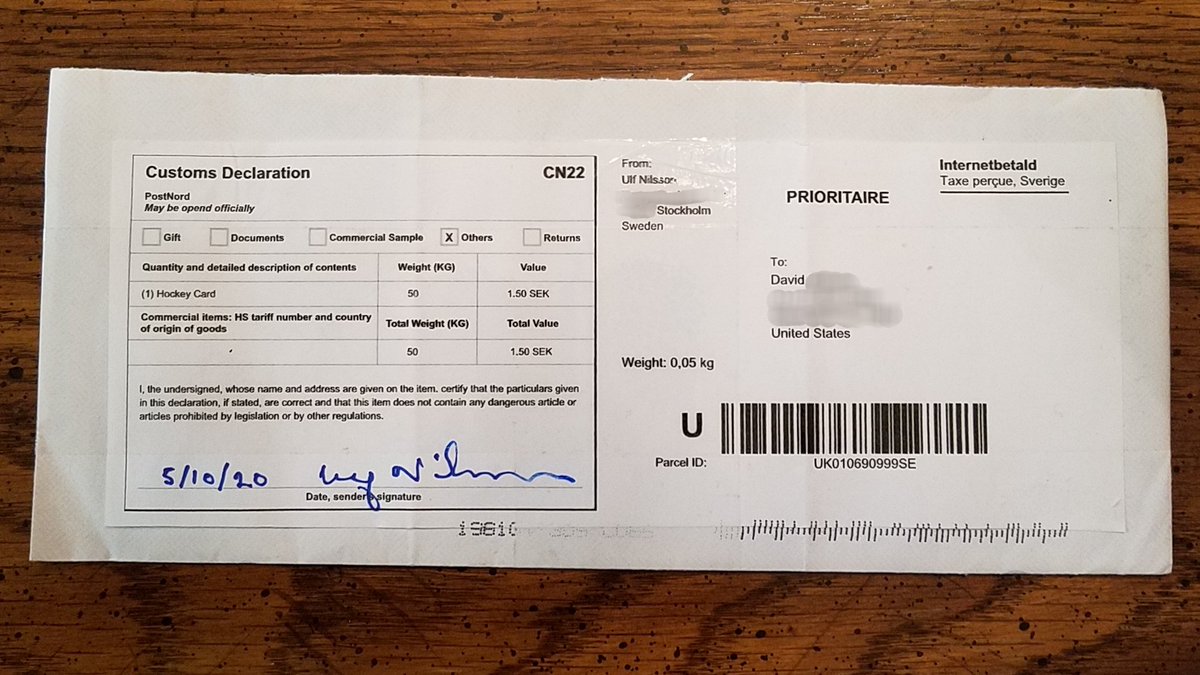 Customs Declaration CN22
PostNord
May be opend officially
Gift Documents Commercial Sample X Others Returns
Quantity and detailed description of contents Weight (KG) Value
(1) Hockey Card 50 1.50 SEK
Commercial items: HS tariff number and country
of origin of goods Total Weight (KG) Total Value
50 1.50 SEK
I, the undersigned, whose name and address are given on the item. certify that the particulars given
in this declaration, if stated, are correct and that this item does not contain any dangerous article or
articles prohibited by legislation or by other regulations.
5/10/20
Date, sender's signature
From:
Ulf Nilsson
Stockholm
Sweden
PRIORITAIRE
Internetbetald
Taxe perçue, Sverige
To:
David
United States
Weight: 0,05 kg
U
Parcel ID: UK010690999SE